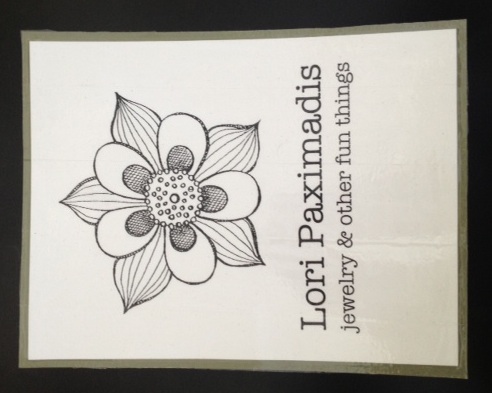 Lori Paximadis
jewelry & other fun things